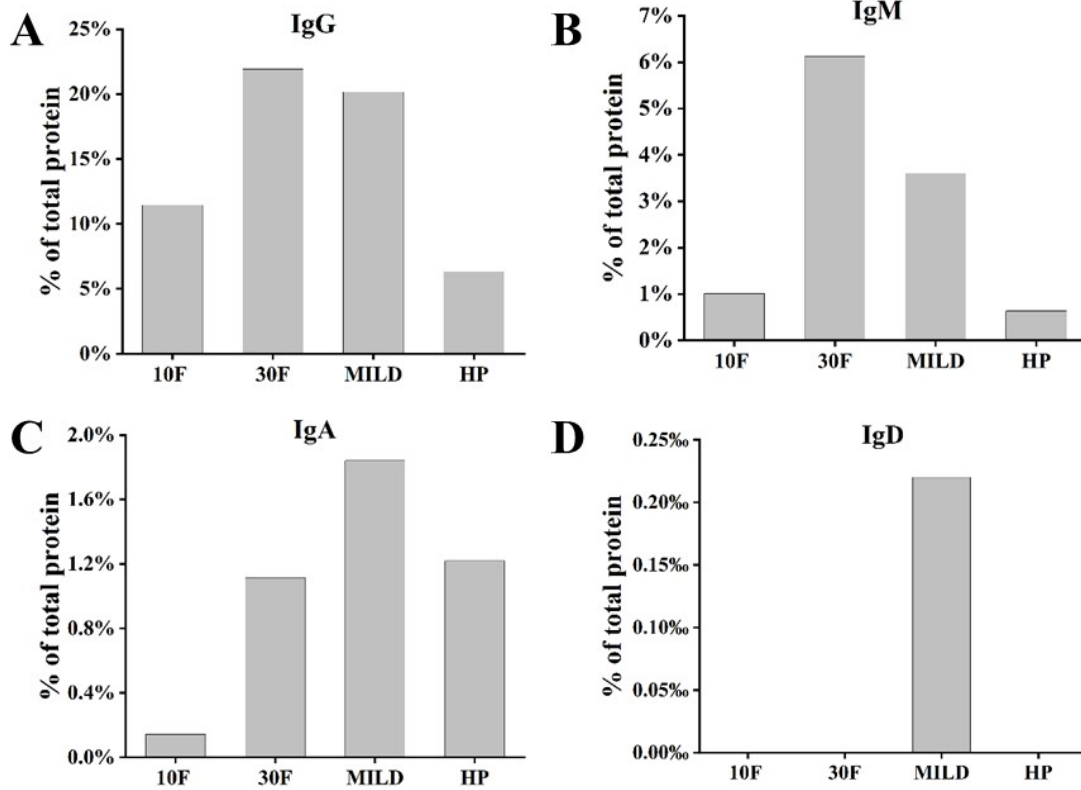 A
IgG
% of total protein
25%
20%
15%
10%
5%
0%
10F 30F MILD HP
B
IgM
% of total protein
7%
6%
5%
4%
3%
2%
1%
0%
10F 30F MILD HP
C
IgA
% of total protein
2.0%
1.6%
1.2%
0.8%
0.4%
0.0%
10F 30F MILD HP
D
IgD
% of total protein
0.25‰
0.20‰
0.15‰
0.10‰
0.05‰
0.00‰
10F 30F MILD HP